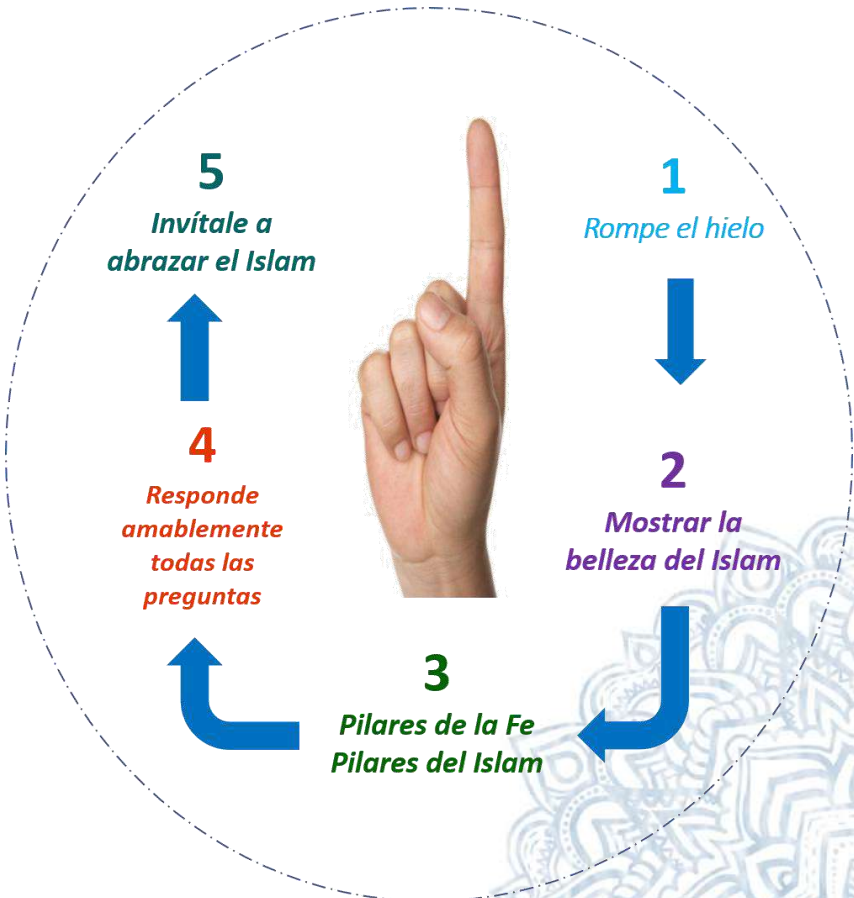 1
Rompe el hielo
2
Mostrar la
belleza del Islam
3
Pilares de la Fe
Pilares del Islam
4
Responde
amablemente
todas las
preguntas
5
Invítale a
abrazar el Islam